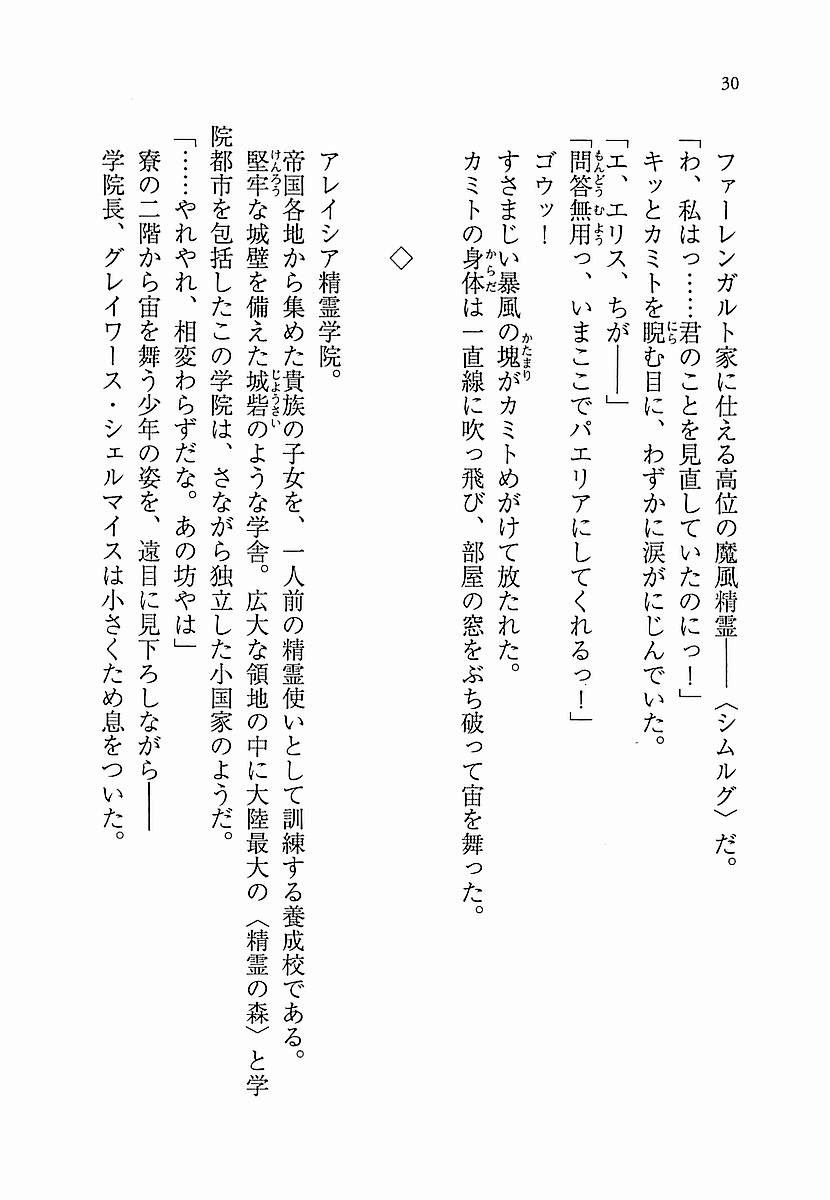 30
ファーレンガルト家に仕える高位の魔風精霊――〈シムルグ〉だ。
「わ、私はっ……君のことを見直していたのにっ！」
キッとカミトを睨む目に、わずかに涙がにじんでいた。
「エ、エリス、ちが――」
「問答無用っ、いまここでパエリアにしてくれるっ！」
ゴウッ！
すさまじい暴風の塊がカミトめがけて放たれた。
カミトの身体は一直線に吹っ飛び、部屋の窓をぶち破って宙を舞った。
◇
アレイシア精霊学院。
帝国各地から集めた貴族の子女を、一人前の精霊使いとして訓練する養成校である。
堅牢な城壁を備えた城砦のような学舎。広大な領地の中に大陸最大の〈精霊の森〉と学
院都市を包括したこの学院は、さながら独立した小国家のようだ。
「……やれやれ、相変わらずだな。あの坊やは」
寮の二階から宙を舞う少年の姿を、遠目に見下ろしながら――
学院長、グレイワース・シェルマイスは小さくため息をついた。